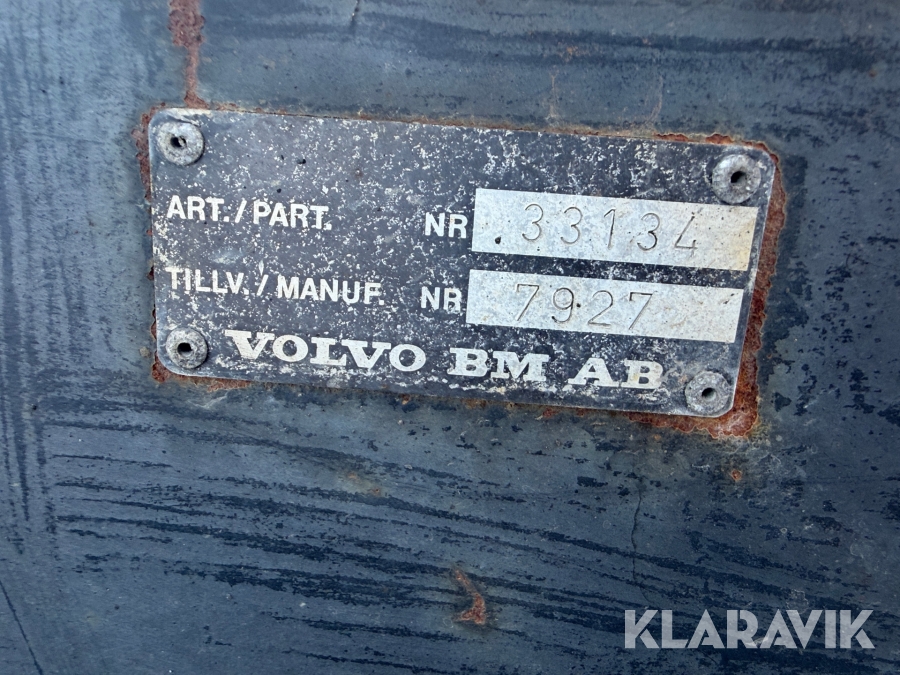 ART./PART. NR 33134
TILLV./MANUF. NR 7927
VOLVO BM AB
KLARAVIK